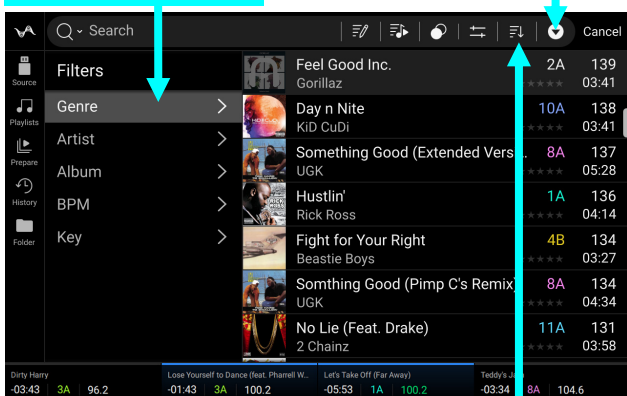 Search
Cancel
Source
Playlists
Prepare
History
Folder
Filters
Genre
Artist
Album
BPM
Key
Feel Good Inc. 2A 139
Gorillaz 03:41
Day n Nite 10A 138
KiD CuDi 03:41
Something Good (Extended Vers 8A 137
UGK 05:28
Hustlin' 1A 136
Rick Ross 04:14
Fight for Your Right 4B 134
Beastie Boys 03:27
Somthing Good (Pimp C's Remix) 8A 134
UGK 04:34
No Lie (Feat. Drake) 11A 131
2 Chainz 03:58
Dirty Harry
-03:43 3A 96.2
Lose Yourself to Dance (feat. Pharrell W...
-01:43 3A 100.2
Let's Take Off (Far Away)
-05:53 1A 100.2
Teddy's
-03:34 8A 104.6